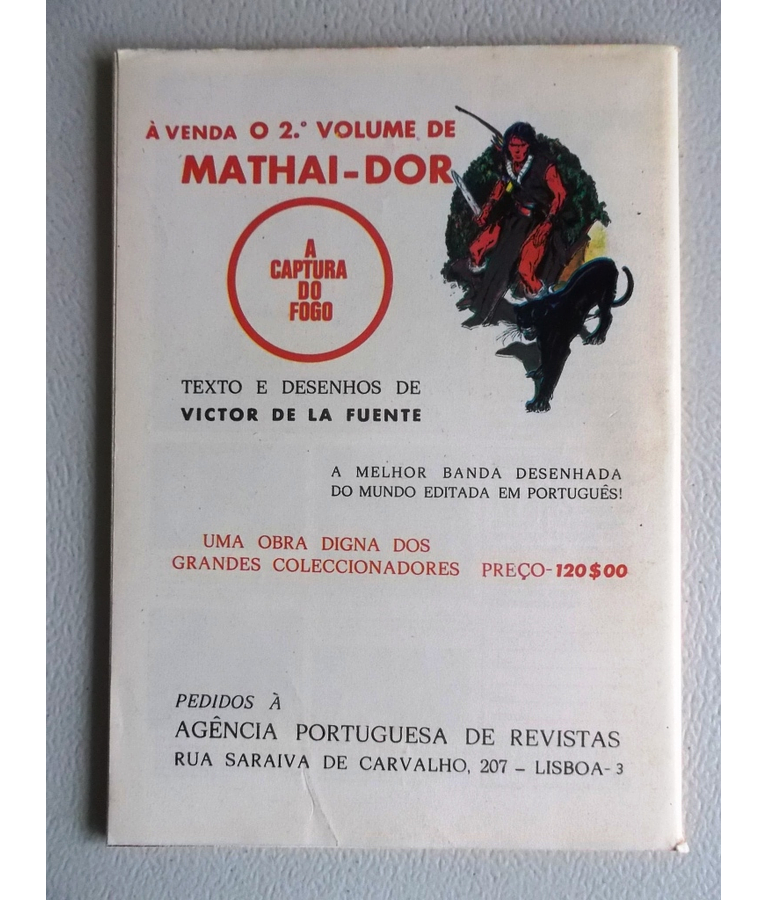 À VENDA O 2.º VOLUME DE
MATHAI-DOR
A
CAPTURA
DO
FOGO
TEXTO E DESENHOS DE
VICTOR DE LA FUENTE
A MELHOR BANDA DESENHADA
DO MUNDO EDITADA EM PORTUGUÊS!
UMA OBRA DIGNA DOS
GRANDES COLECCIONADORES PREÇO-120$00
PEDIDOS À
AGÊNCIA PORTUGUESA DE REVISTAS
RUA SARAIVA DE CARVALHO, 207 – LISBOA-3